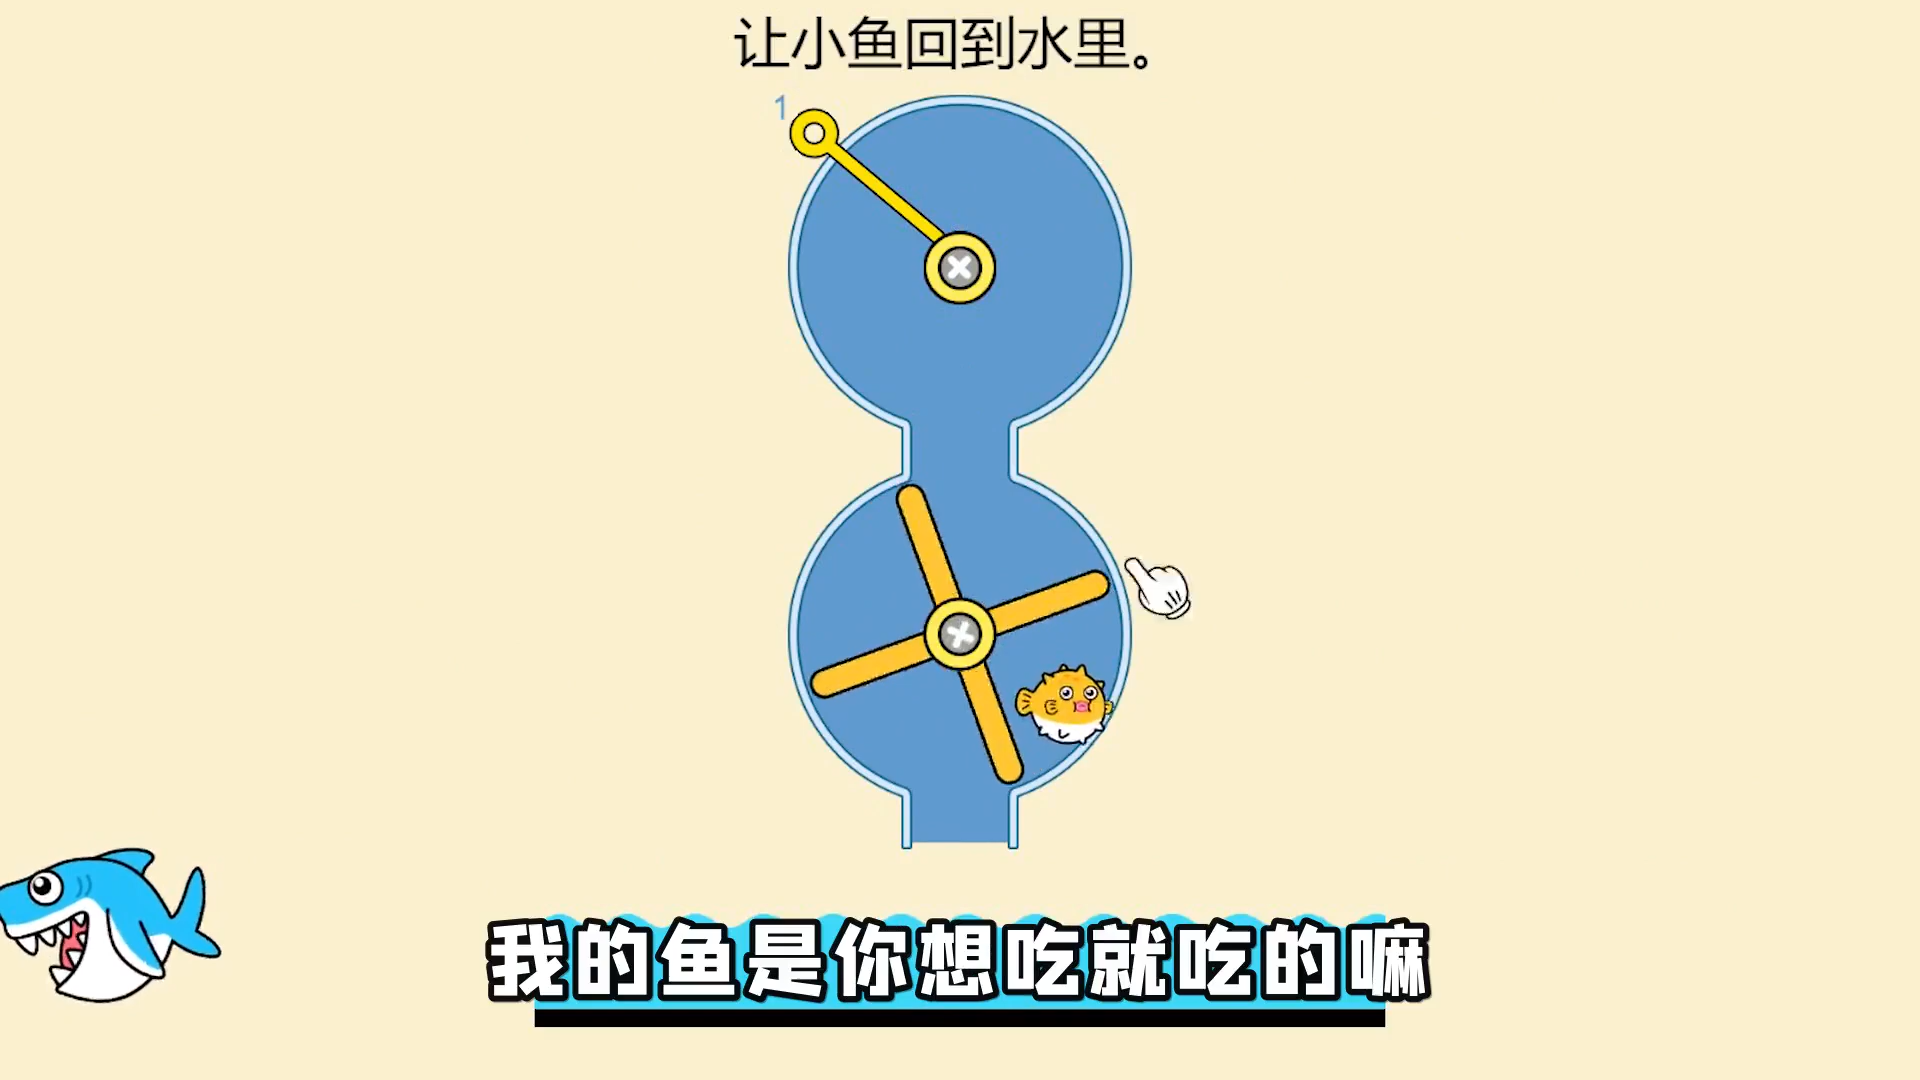 让小鱼回到水里。
1
我的鱼是你想吃就吃的嘛